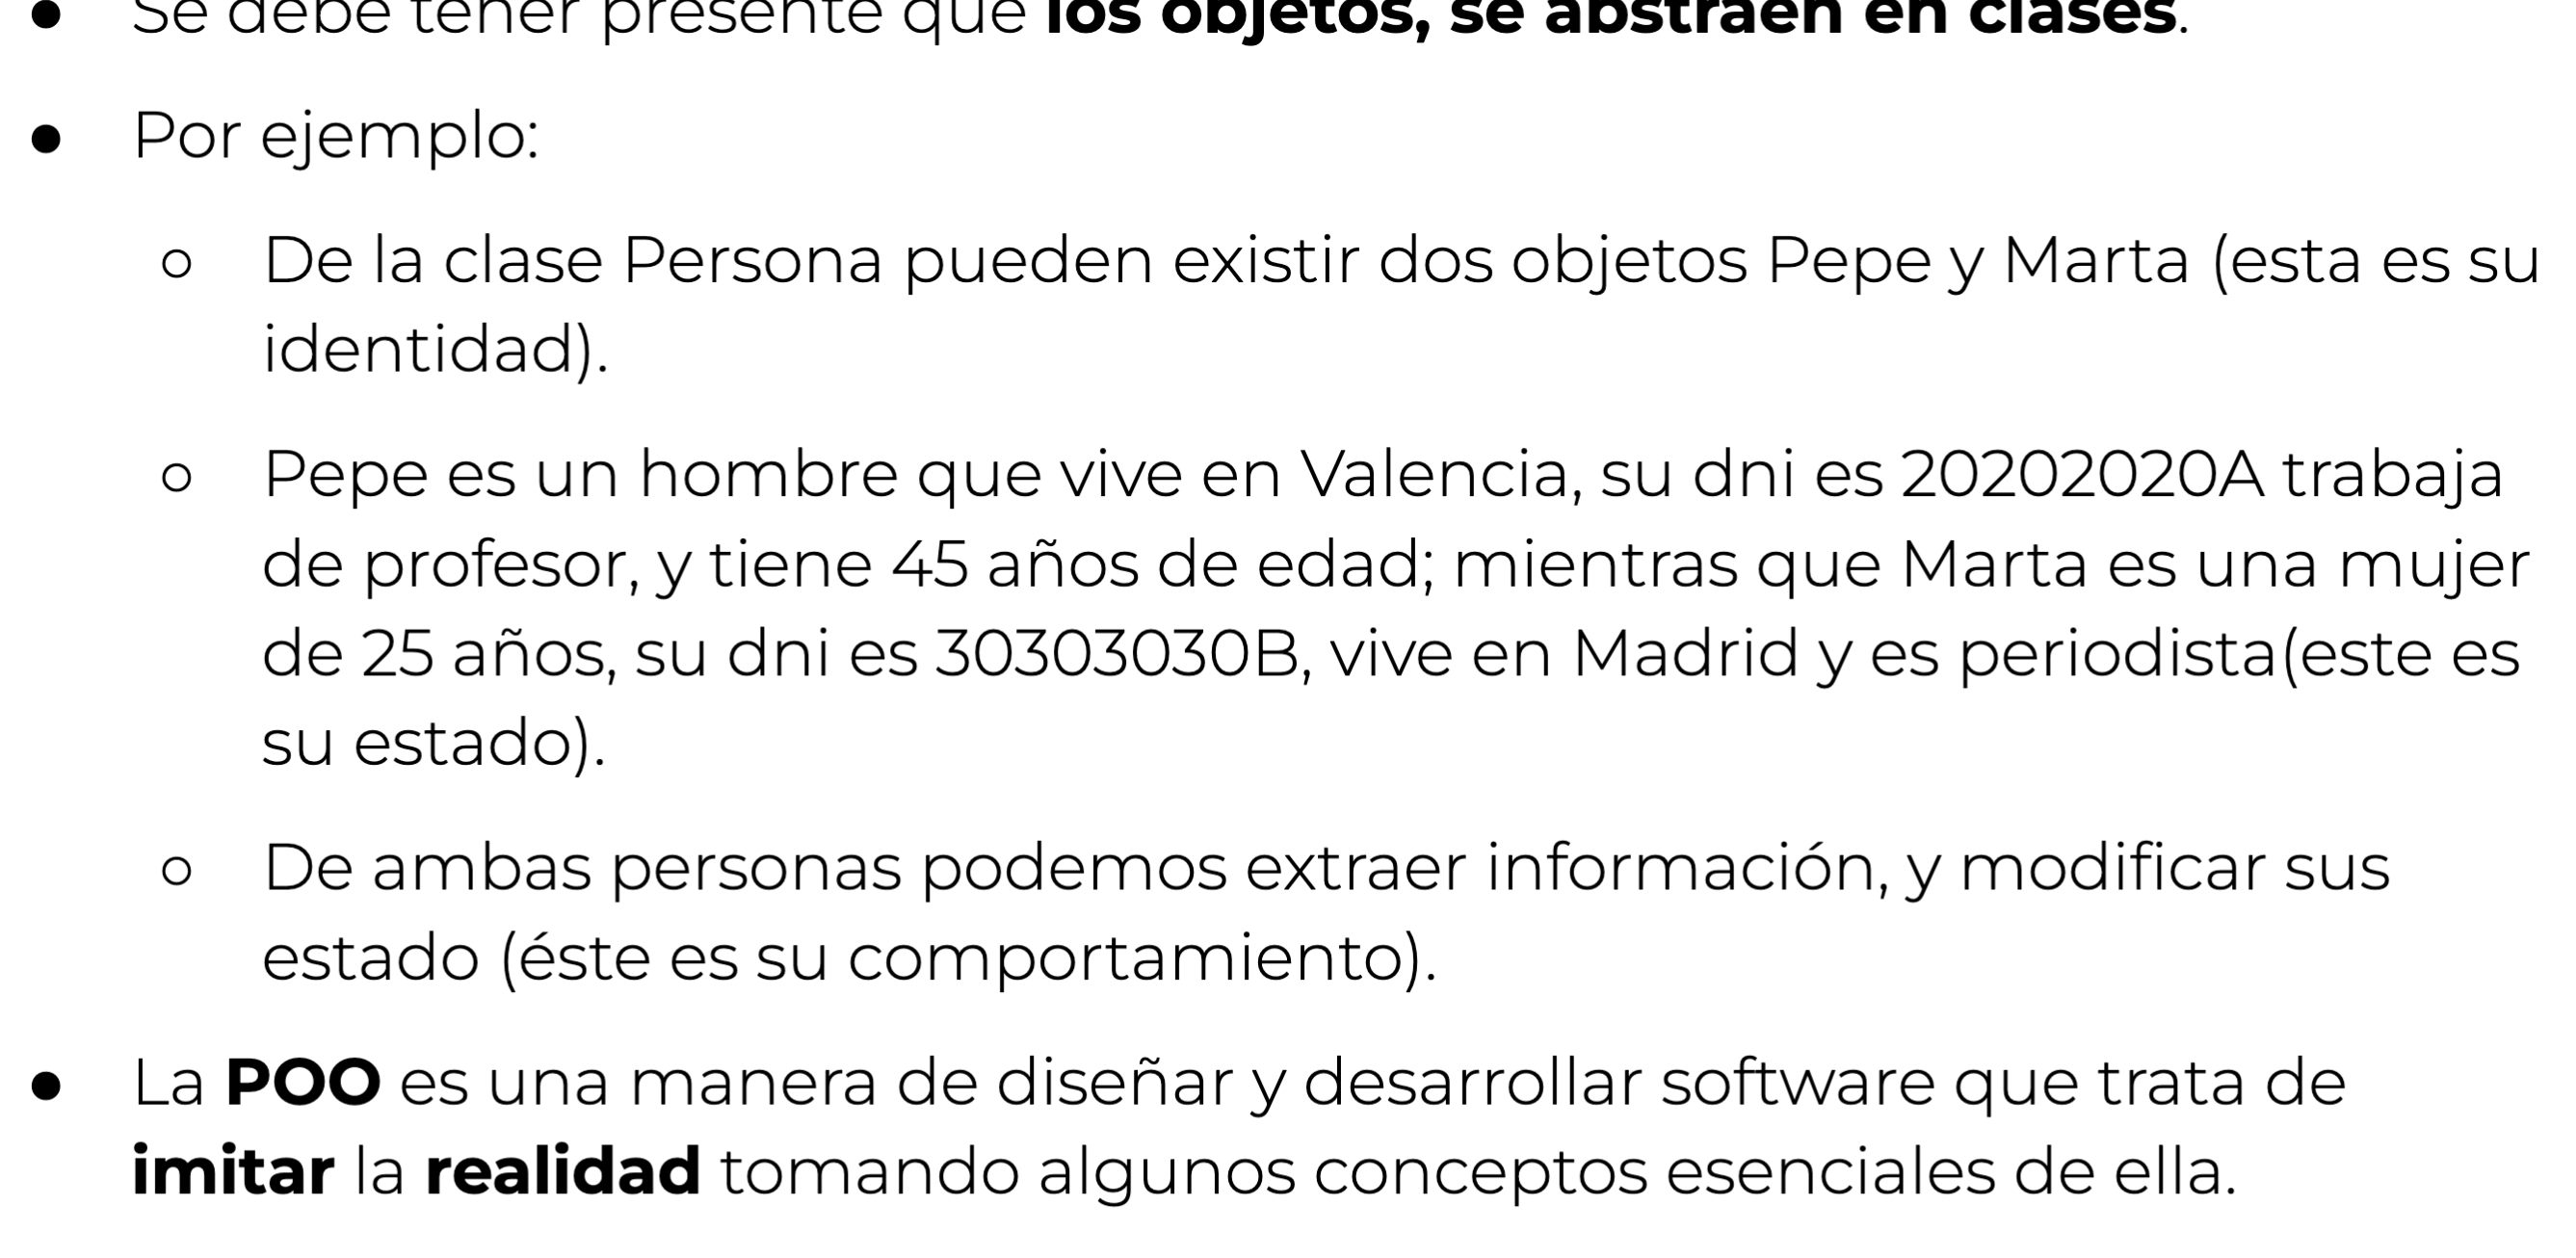 ● Se debe tener presente que los objetos, se abstraen en clases.
● Por ejemplo:
○ De la clase Persona pueden existir dos objetos Pepe y Marta (esta es su
identidad).
○ Pepe es un hombre que vive en Valencia, su dni es 20202020A trabaja
de profesor, y tiene 45 años de edad; mientras que Marta es una mujer
de 25 años, su dni es 30303030B, vive en Madrid y es periodista(este es
su estado).
○ De ambas personas podemos extraer información, y modificar sus
estado (éste es su comportamiento).
● La POO es una manera de diseñar y desarrollar software que trata de
imitar la realidad tomando algunos conceptos esenciales de ella.